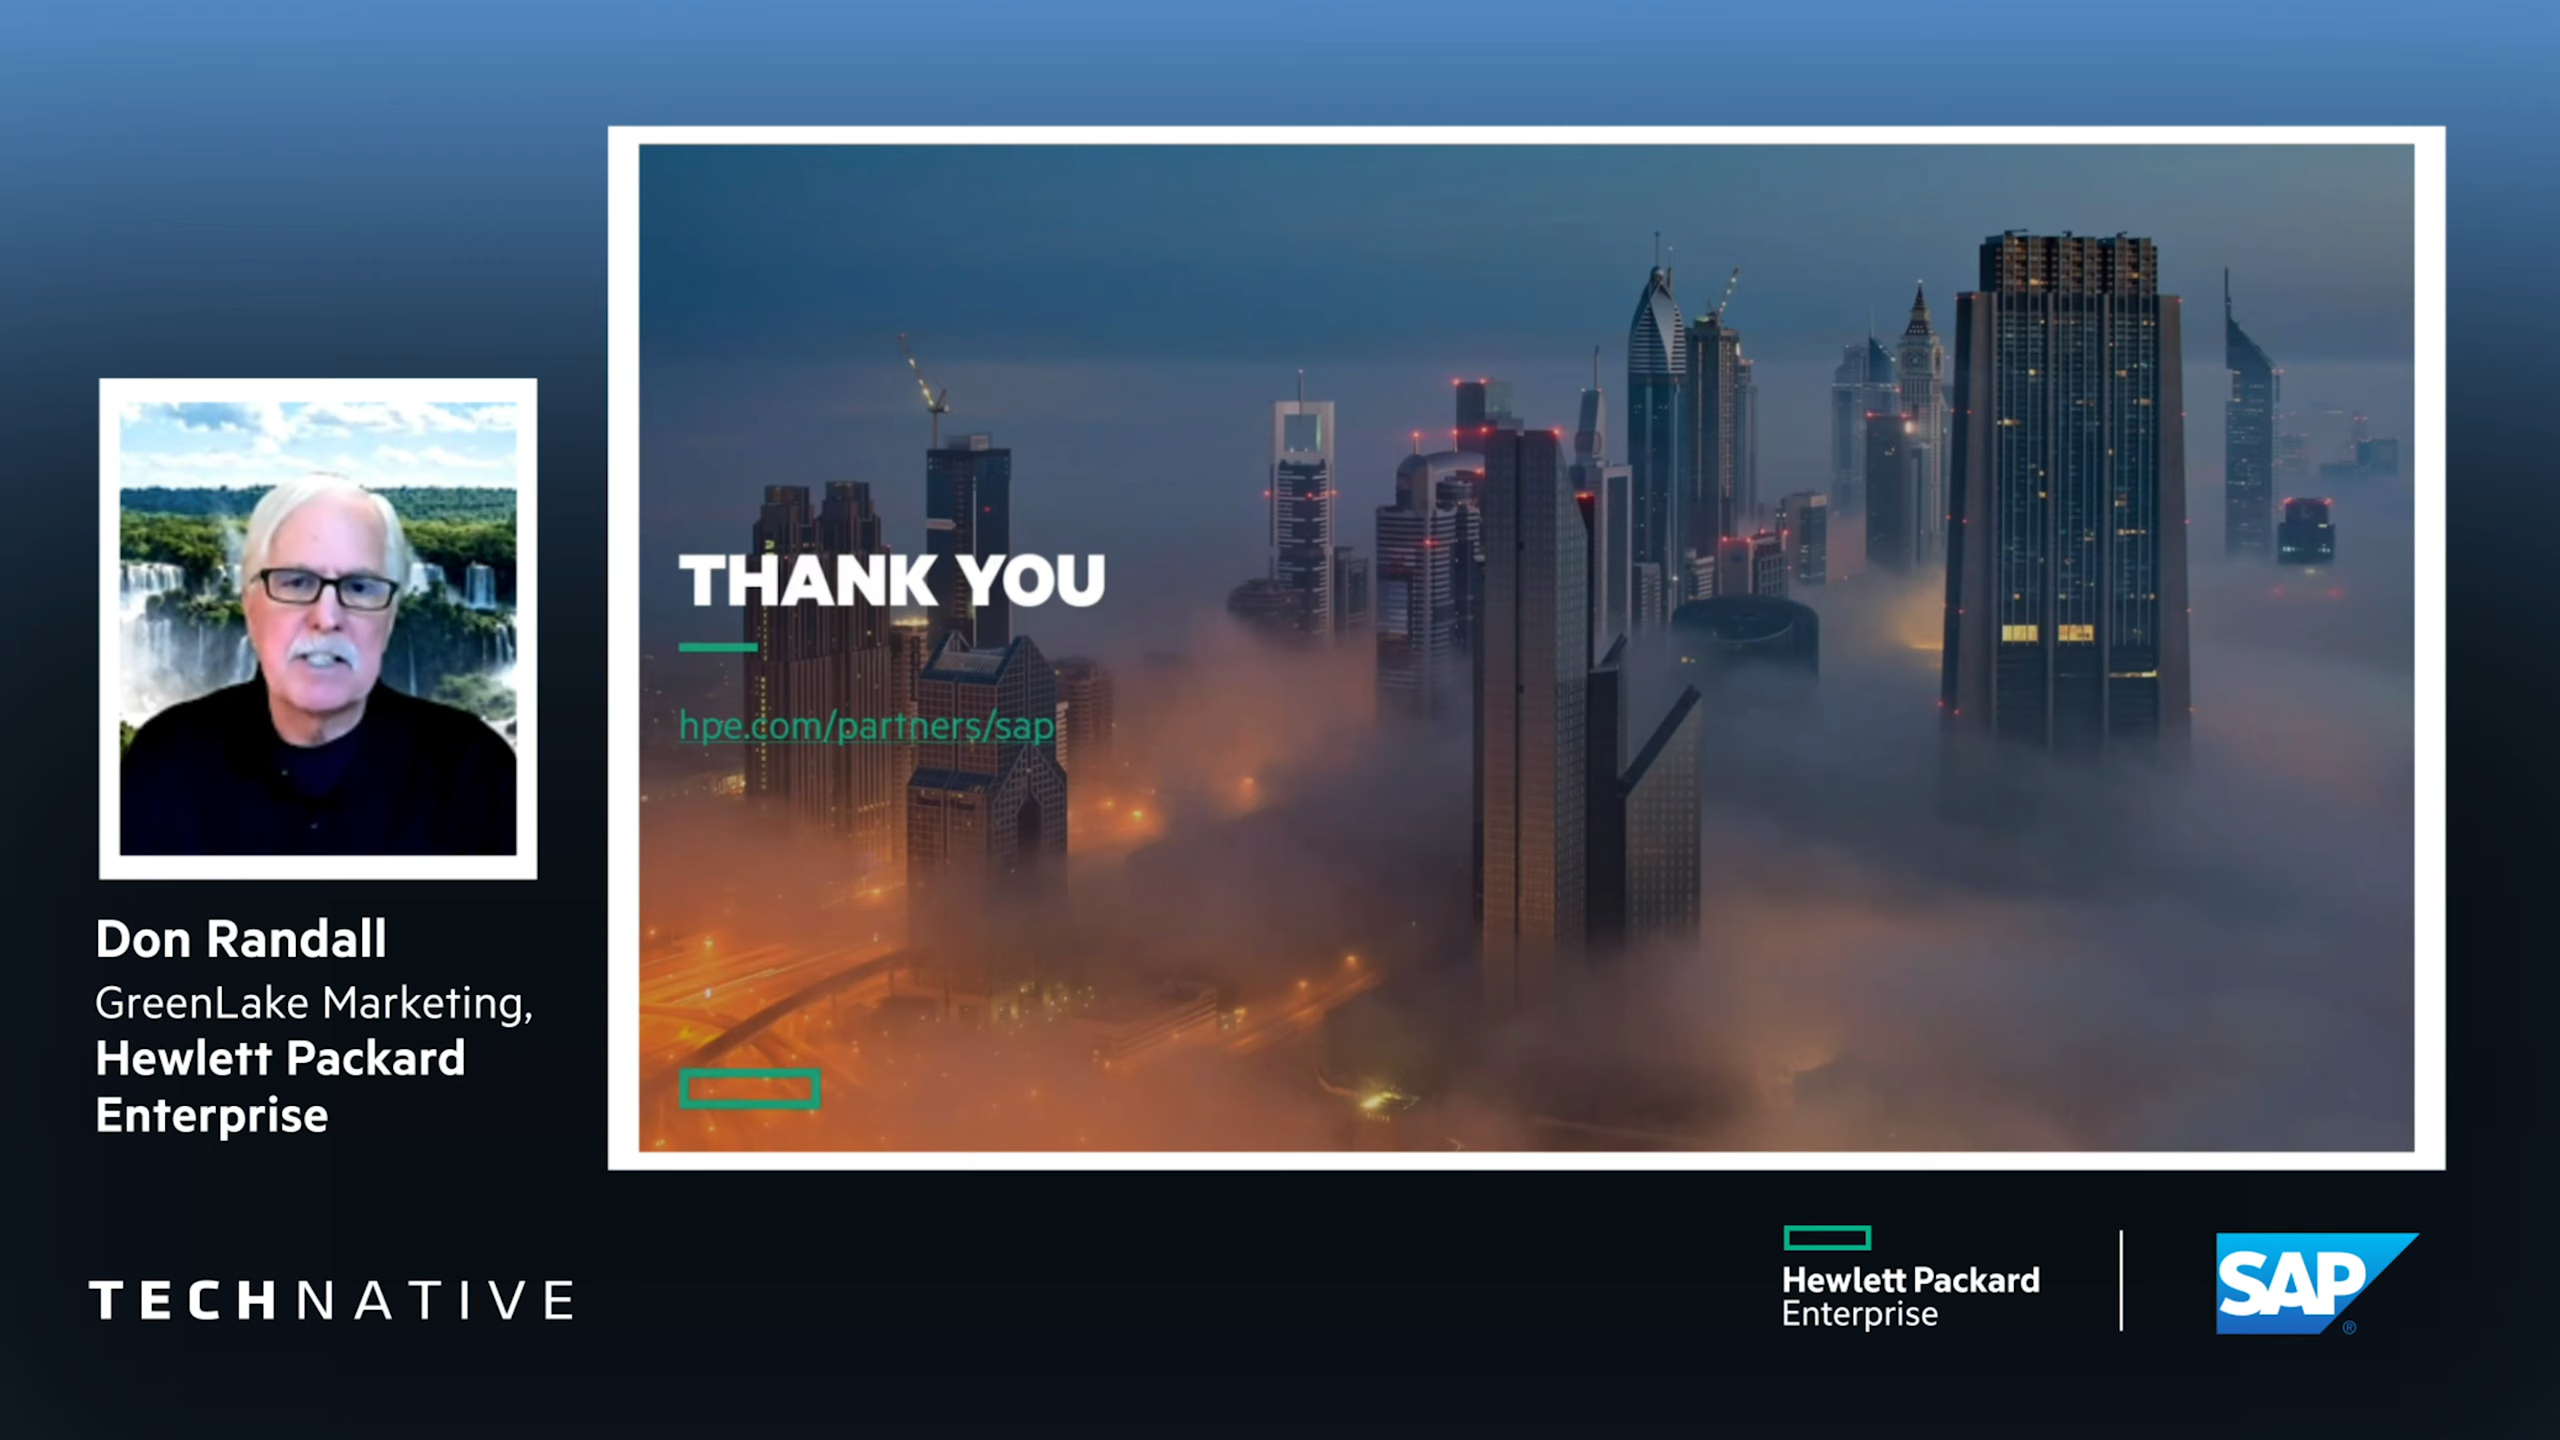 THANK YOU
hpe.com/partners/sap
Don Randall
GreenLake Marketing,
Hewlett Packard
Enterprise
TECHNATIVE
Hewlett Packard
Enterprise
SAP
®